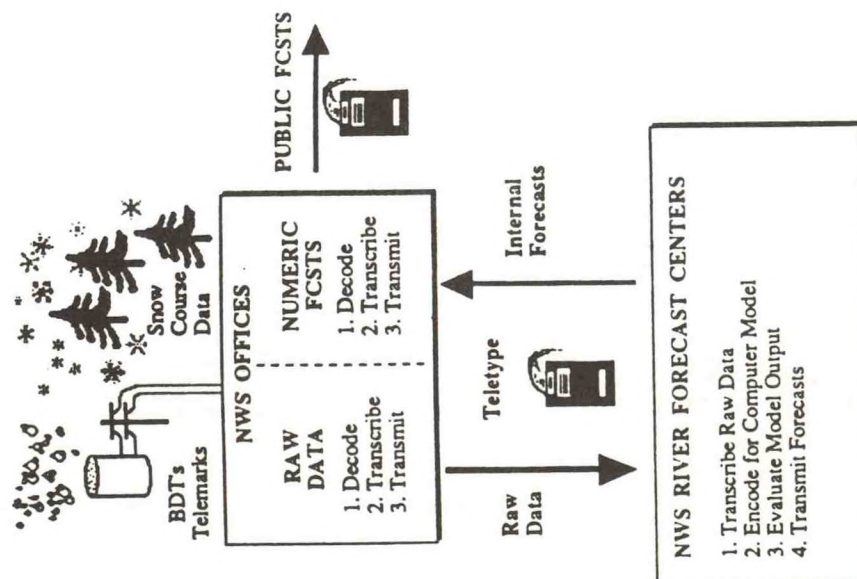 BDTs
Telemarks
Snow
Course
Data
NWS OFFICES
RAW
DATA
1. Decode
2. Transcribe
3. Transmit
NUMERIC
FCSTS
1. Decode
2. Transcribe
3. Transmit
PUBLIC FCSTS
Raw
Data
Teletype
Internal
Forecasts
NWS RIVER FORECAST CENTERS
1. Transcribe Raw Data
2. Encode for Computer Model
3. Evaluate Model Output
4. Transmit Forecasts